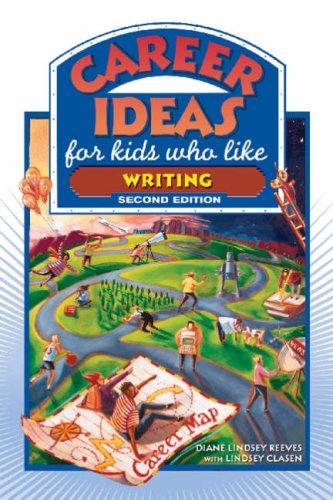 CAREER
IDEAS
for kids who like
WRITING
SECOND EDITION
Career Map
DIANE LINDSEY REEVES
WITH LINDSEY CLASEN